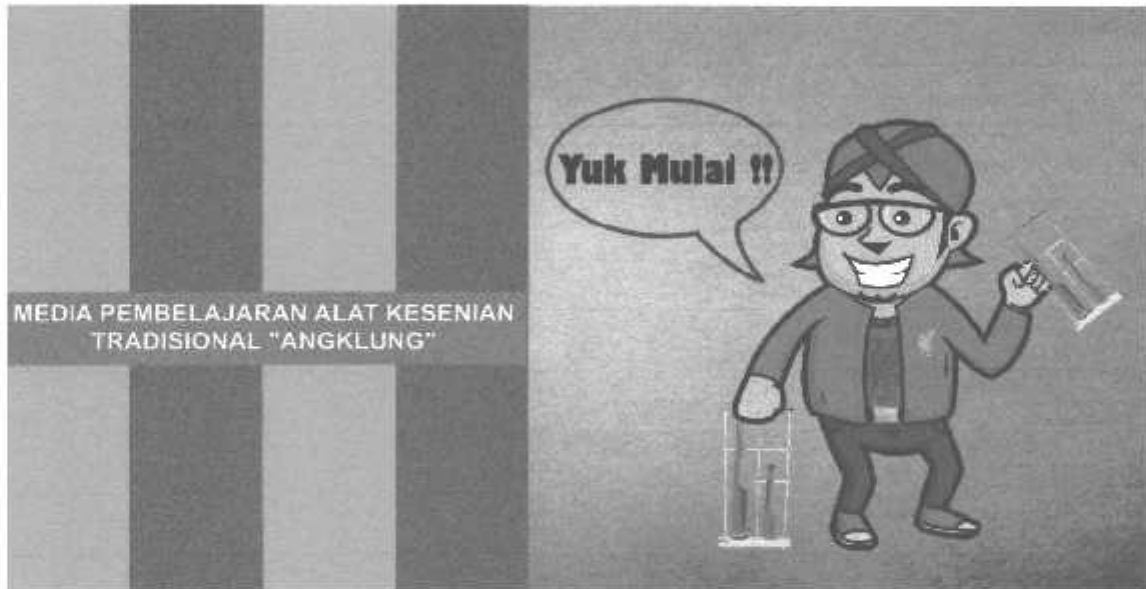 MEDIA PEMBELAJARAN ALAT KESENIAN
TRADISIONAL "ANGKLUNG"
Yuk Mulai !!